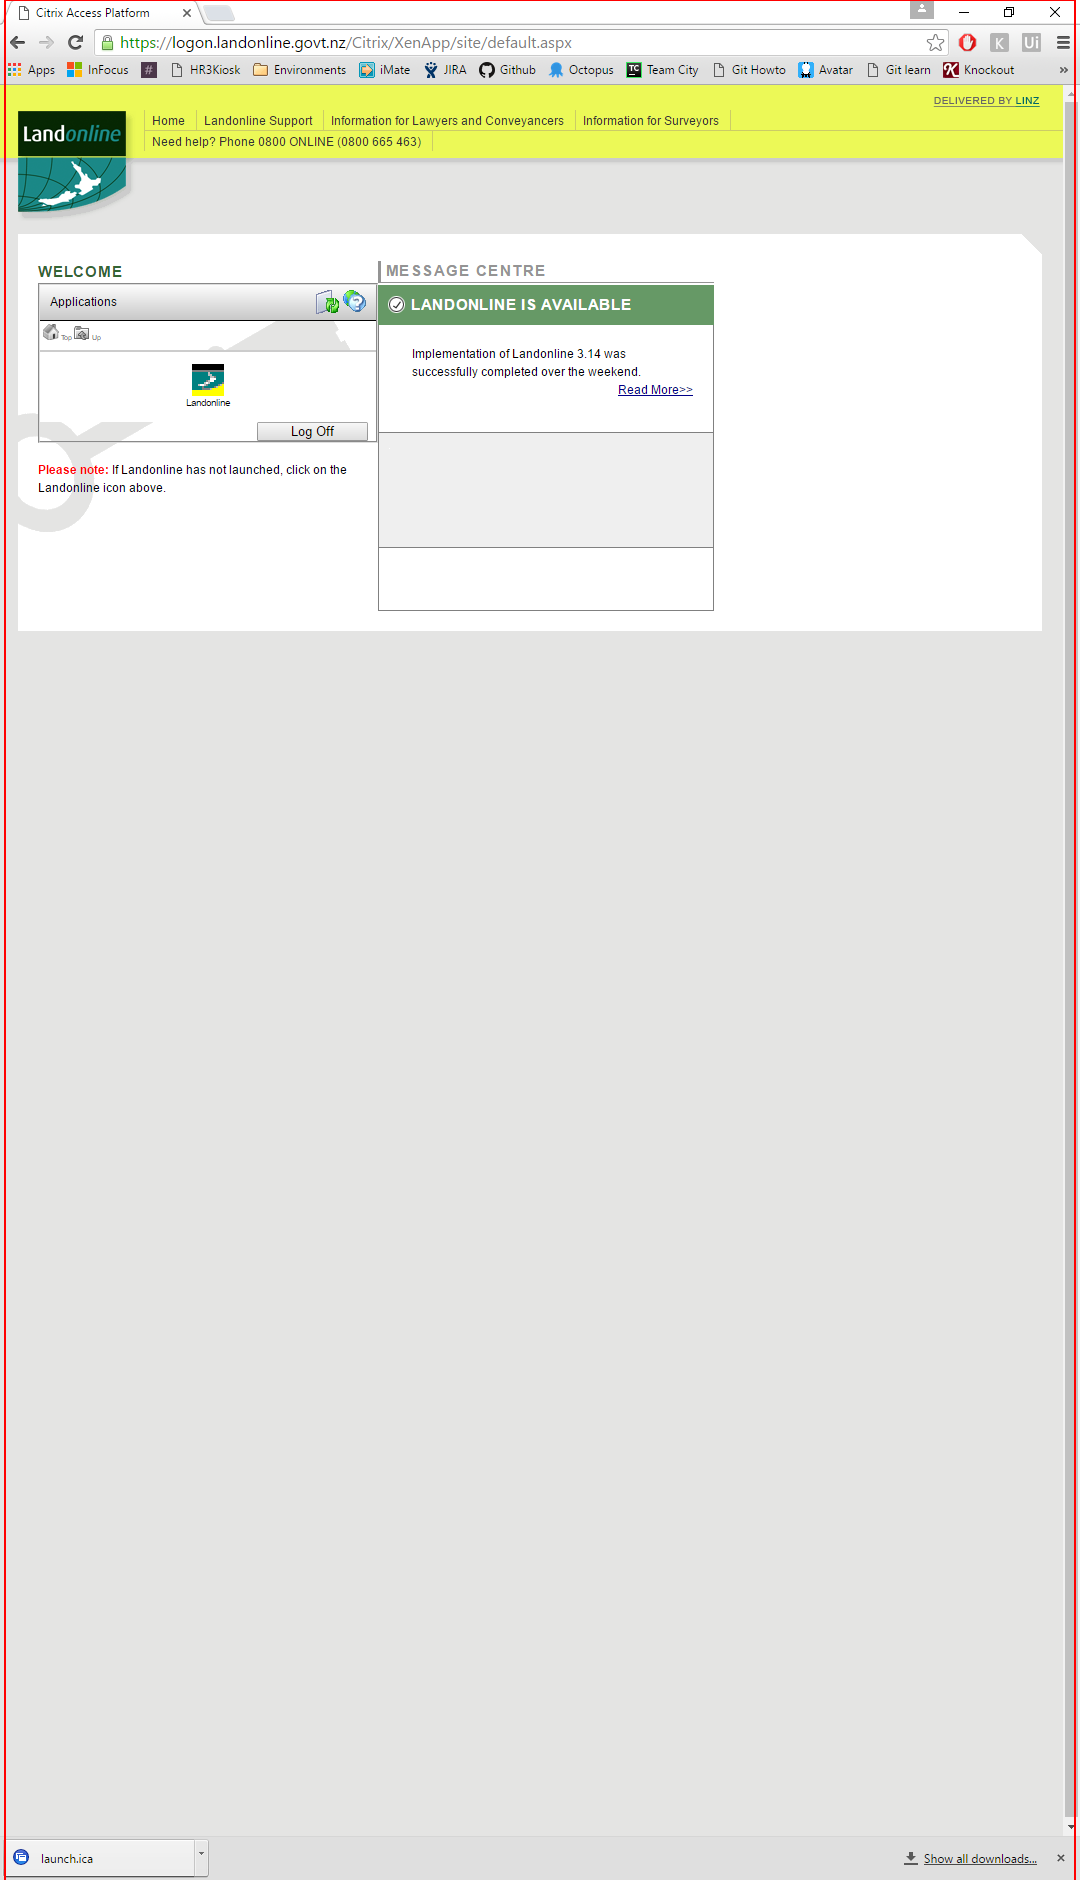 Citrix Access Platform
https://logon.landonline.govt.nz/Citrix/XenApp/site/default.aspx
K
Ui
Apps
InFocus
#
HR3Kiosk
Environments
iMate
JIRA
Github
Octopus
TC
Team City
Git Howto
Avatar
Git learn
Knockout
»
DELIVERED BY LINZ
Landonline
Home
Landonline Support
Information for Lawyers and Conveyancers
Information for Surveyors
Need help? Phone 0800 ONLINE (0800 665 463)
WELCOME
Applications
Top
Up
Landonline
Log Off
Please note: If Landonline has not launched, click on the
Landonline icon above.
MESSAGE CENTRE
LANDONLINE IS AVAILABLE
Implementation of Landonline 3.14 was
successfully completed over the weekend.
Read More>>
launch.ica
Show all downloads...